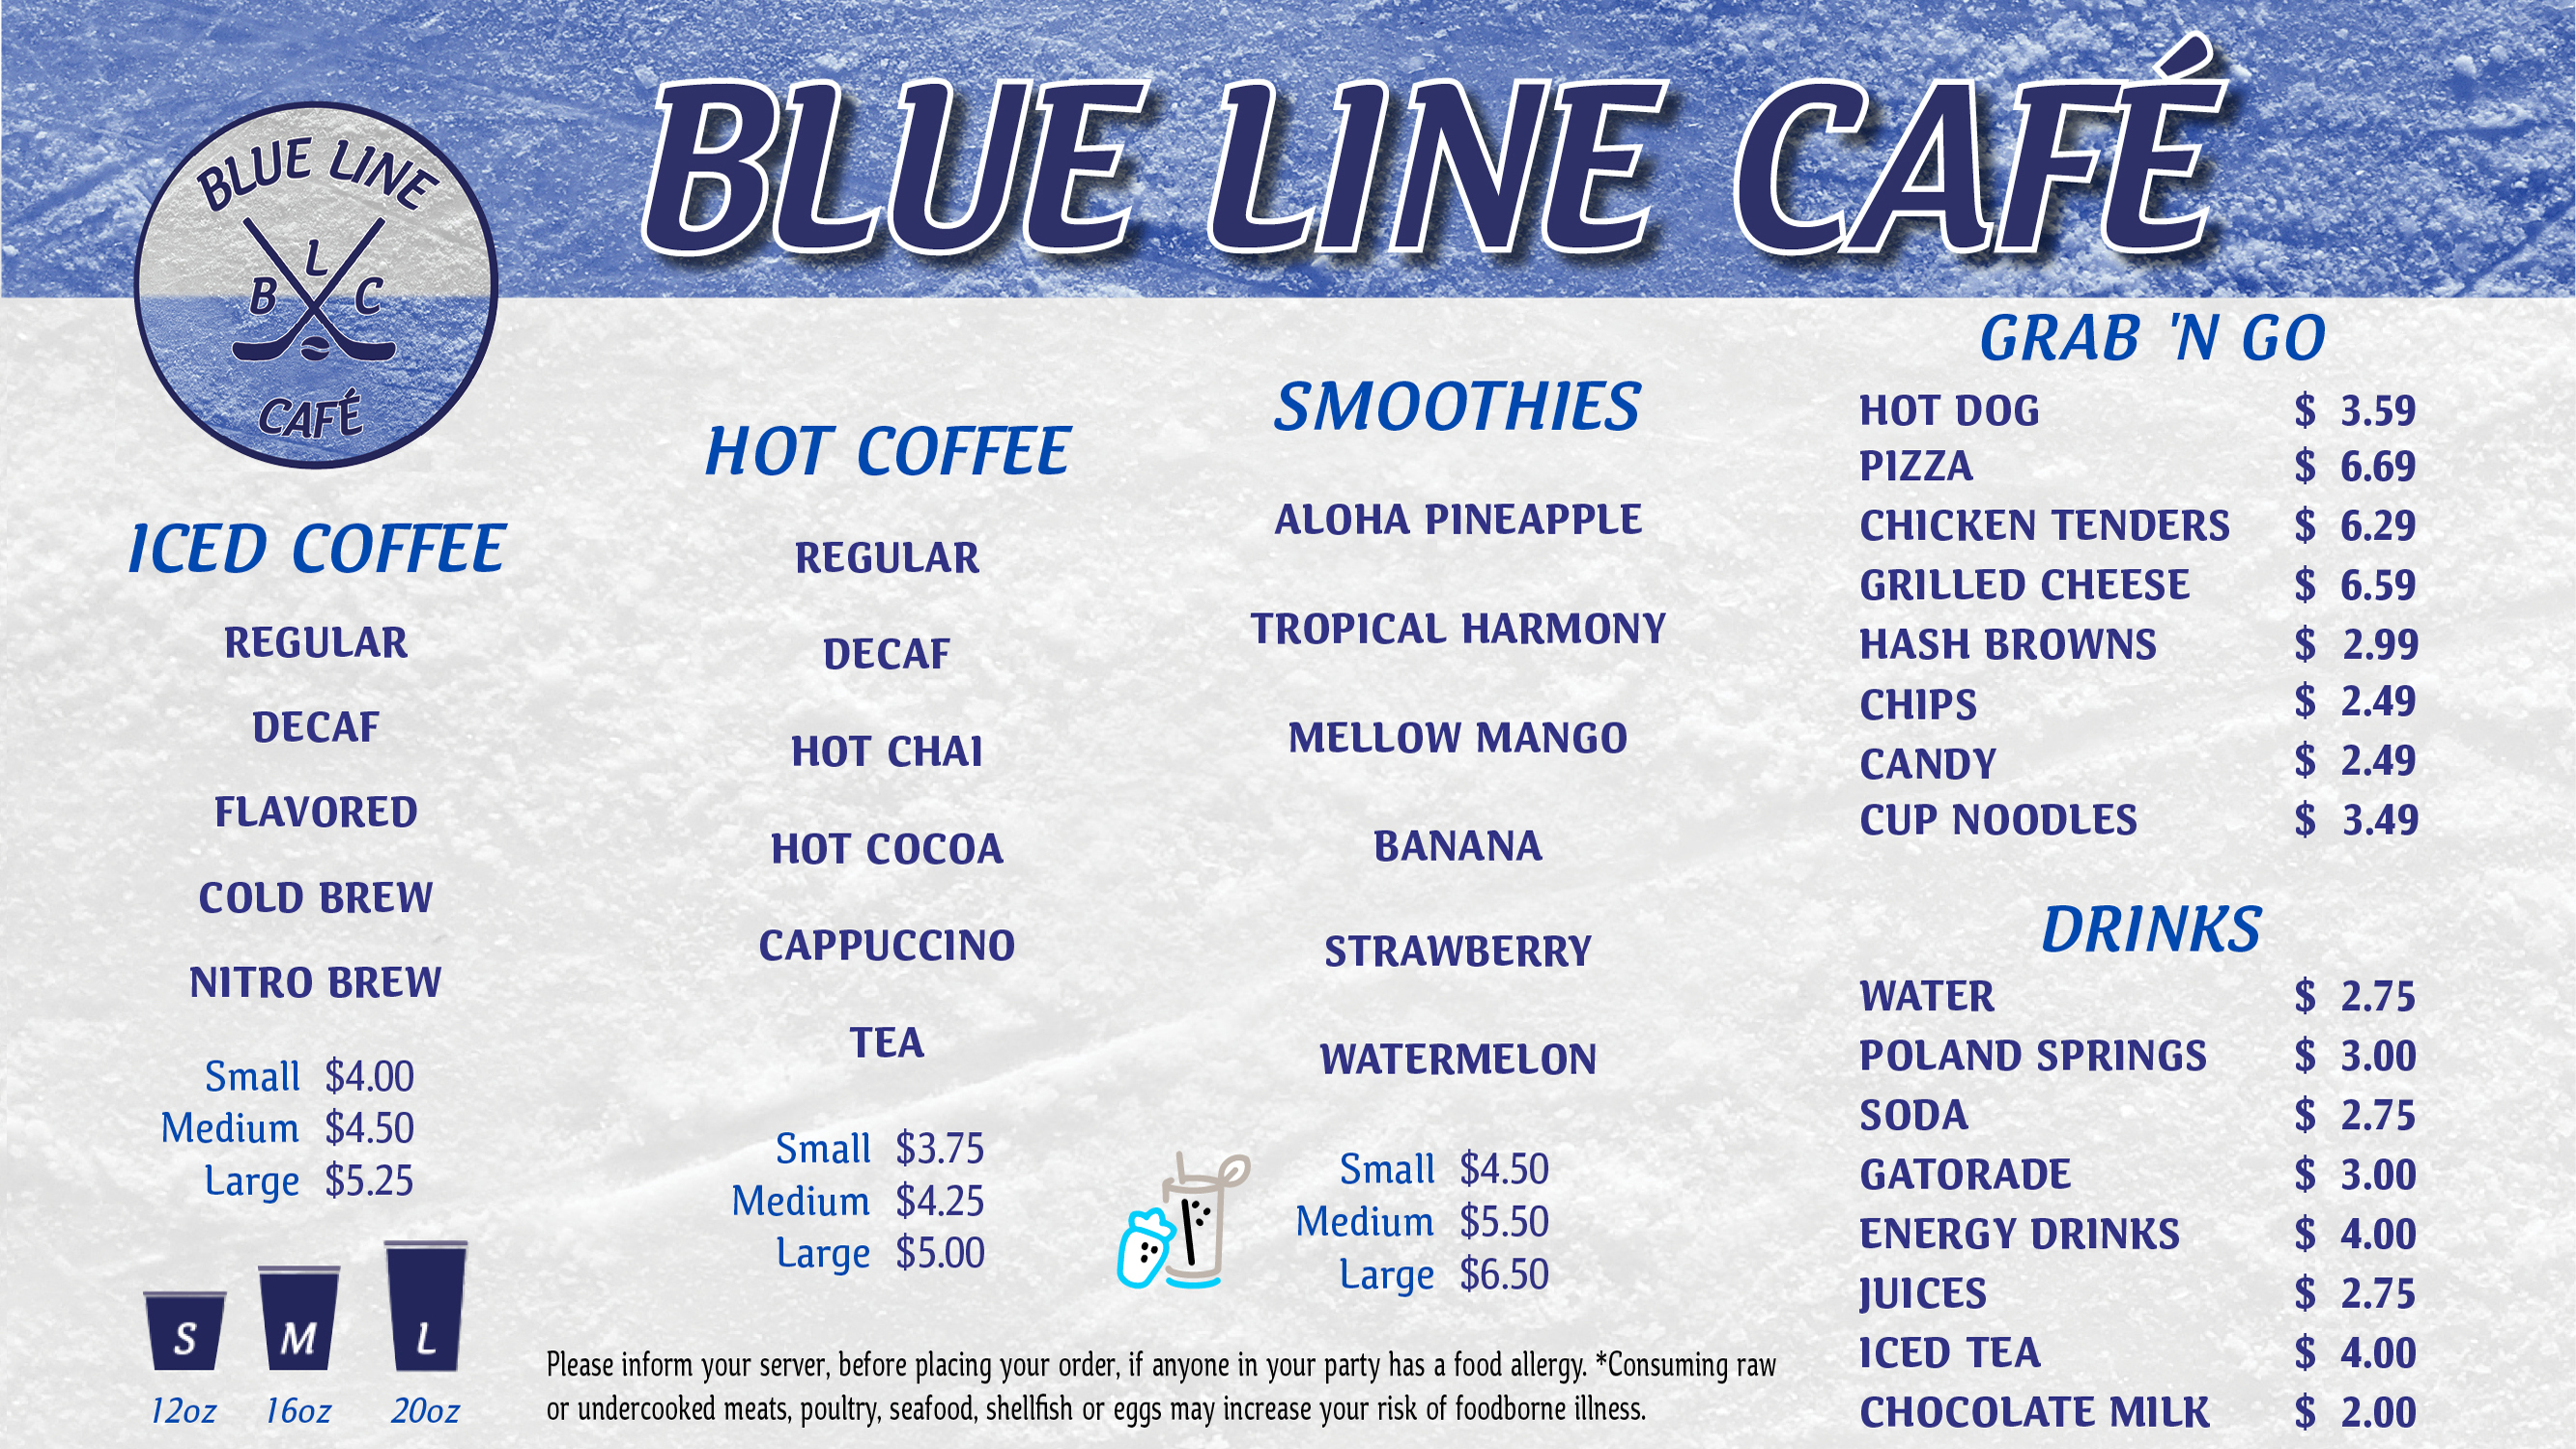 BLUE LINE CAFÉ
BLUE LINE
L
B C
CAFÉ
ICED COFFEE
REGULAR
DECAF
FLAVORED
COLD BREW
NITRO BREW
Small $4.00
Medium $4.50
Large $5.25
S M L
12oz 16oz 20oz
HOT COFFEE
REGULAR
DECAF
HOT CHAI
HOT COCOA
CAPPUCCINO
TEA
Small $3.75
Medium $4.25
Large $5.00
SMOOTHIES
ALOHA PINEAPPLE
TROPICAL HARMONY
MELLOW MANGO
BANANA
STRAWBERRY
WATERMELON
Small $4.50
Medium $5.50
Large $6.50
GRAB 'N GO
HOT DOG $ 3.59
PIZZA $ 6.69
CHICKEN TENDERS $ 6.29
GRILLED CHEESE $ 6.59
HASH BROWNS $ 2.99
CHIPS $ 2.49
CANDY $ 2.49
CUP NOODLES $ 3.49
DRINKS
WATER $ 2.75
POLAND SPRINGS $ 3.00
SODA $ 2.75
GATORADE $ 3.00
ENERGY DRINKS $ 4.00
JUICES $ 2.75
ICED TEA $ 4.00
CHOCOLATE MILK $ 2.00
Please inform your server, before placing your order, if anyone in your party has a food allergy. *Consuming raw
or undercooked meats, poultry, seafood, shellfish or eggs may increase your risk of foodborne illness.